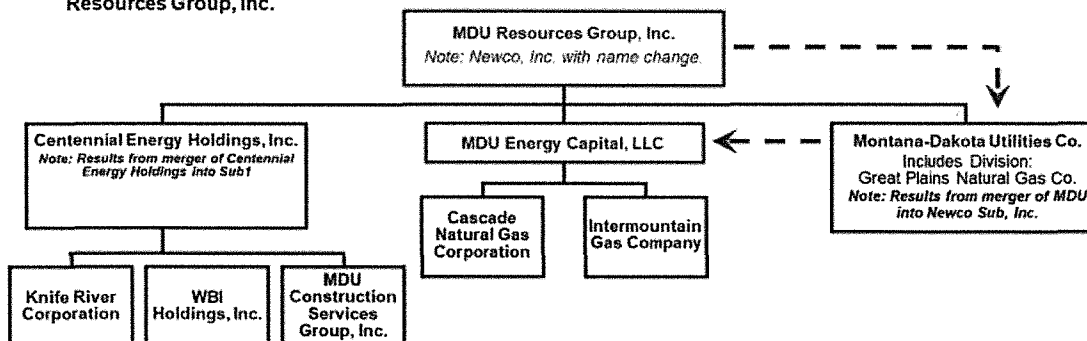 Resources Group, Inc.
MDU Resources Group, Inc.
Note: Newco, Inc. with name change.
Centennial Energy Holdings, Inc.
Note: Results from merger of Centennial
Energy Holdings into Sub1
MDU Energy Capital, LLC
Montana-Dakota Utilities Co.
Includes Division:
Great Plains Natural Gas Co.
Note: Results from merger of MDU
into Newco Sub, Inc.
Cascade
Natural Gas
Corporation
Intermountain
Gas Company
Knife River
Corporation
WBI
Holdings, Inc.
MDU
Construction
Services
Group, Inc.